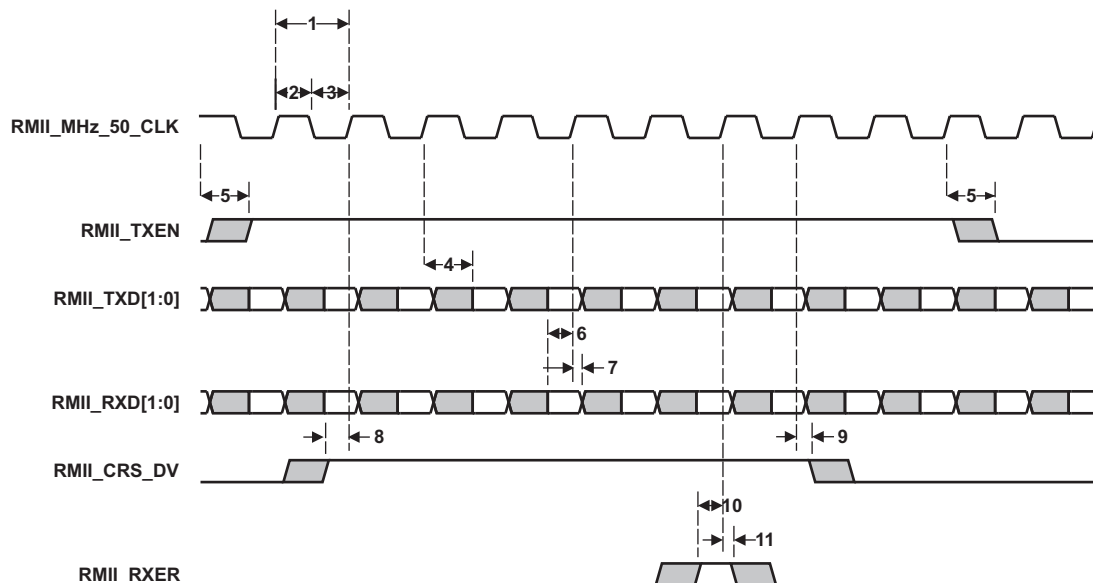 1
2 3
RMII_MHz_50_CLK
5 5
RMII_TXEN
4
RMII_TXD[1:0]
6
7
RMII_RXD[1:0]
8 9
RMII_CRS_DV
10
11
RMII_RXER